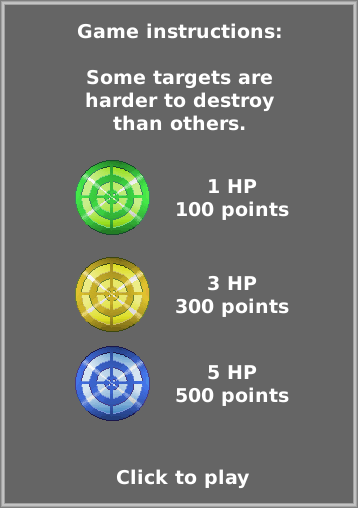 Game instructions:
Some targets are
harder to destroy
than others.
1 HP
100 points
3 HP
300 points
5 HP
500 points
Click to play